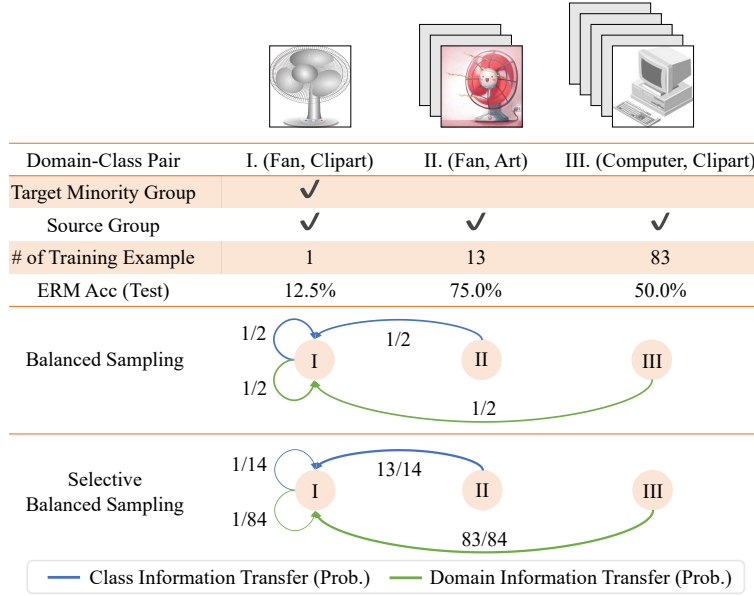 Domain-Class Pair I. (Fan, Clipart) II. (Fan, Art) III. (Computer, Clipart)
Target Minority Group ✓
Source Group ✓ ✓ ✓
# of Training Example 1 13 83
ERM Acc (Test) 12.5% 75.0% 50.0%
Balanced Sampling
1/2
1/2
I II III
1/2
1/2
Selective
Balanced Sampling
1/14
13/14
I II III
1/84
83/84
Class Information Transfer (Prob.) Domain Information Transfer (Prob.)